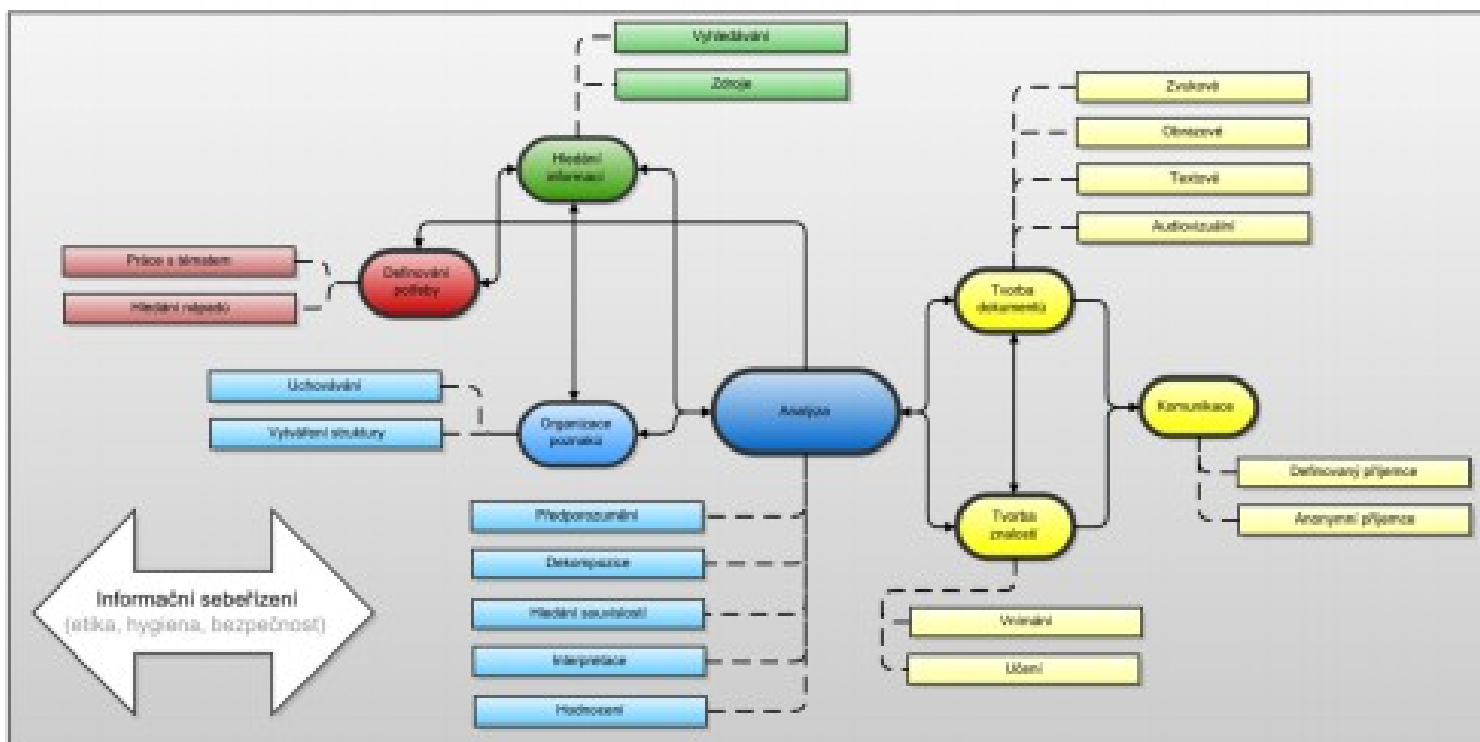 Vyhledávání
Zdroje
Zvukové
Obrazové
Textové
Audiovizuální
Hledání
informací
Práce s tématem
Hledání nápadů
Definování
potřeby
Tvorba
dokumentů
Uchovávání
Vytváření struktury
Organizace
poznatků
Analýza
Komunikace
Definovaný příjemce
Anonymní příjemce
Předporozumění
Dekompozice
Hledání souvislostí
Interpretace
Hodnocení
Tvorba
znalostí
Vnímání
Učení
Informační sebeřízení
(etika, hygiena, bezpečnost)